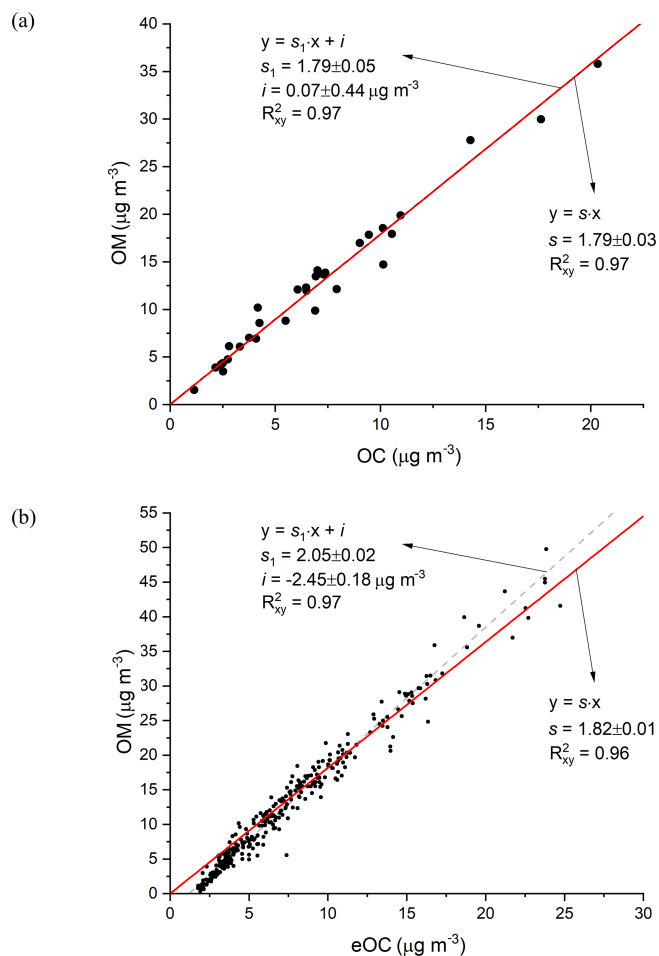 (a)
y = s₁·x + i
s₁ = 1.79±0.05
i = 0.07±0.44 μg m⁻³
R²xy = 0.97
y = s·x
s = 1.79±0.03
R²xy = 0.97
OM (μg m⁻³)
40
35
30
25
20
15
10
5
0
0 5 10 15 20
OC (μg m⁻³)
(b)
y = s₁·x + i
s₁ = 2.05±0.02
i = -2.45±0.18 μg m⁻³
R²xy = 0.97
y = s·x
s = 1.82±0.01
R²xy = 0.96
OM (μg m⁻³)
55
50
45
40
35
30
25
20
15
10
5
0
0 5 10 15 20 25 30
eOC (μg m⁻³)